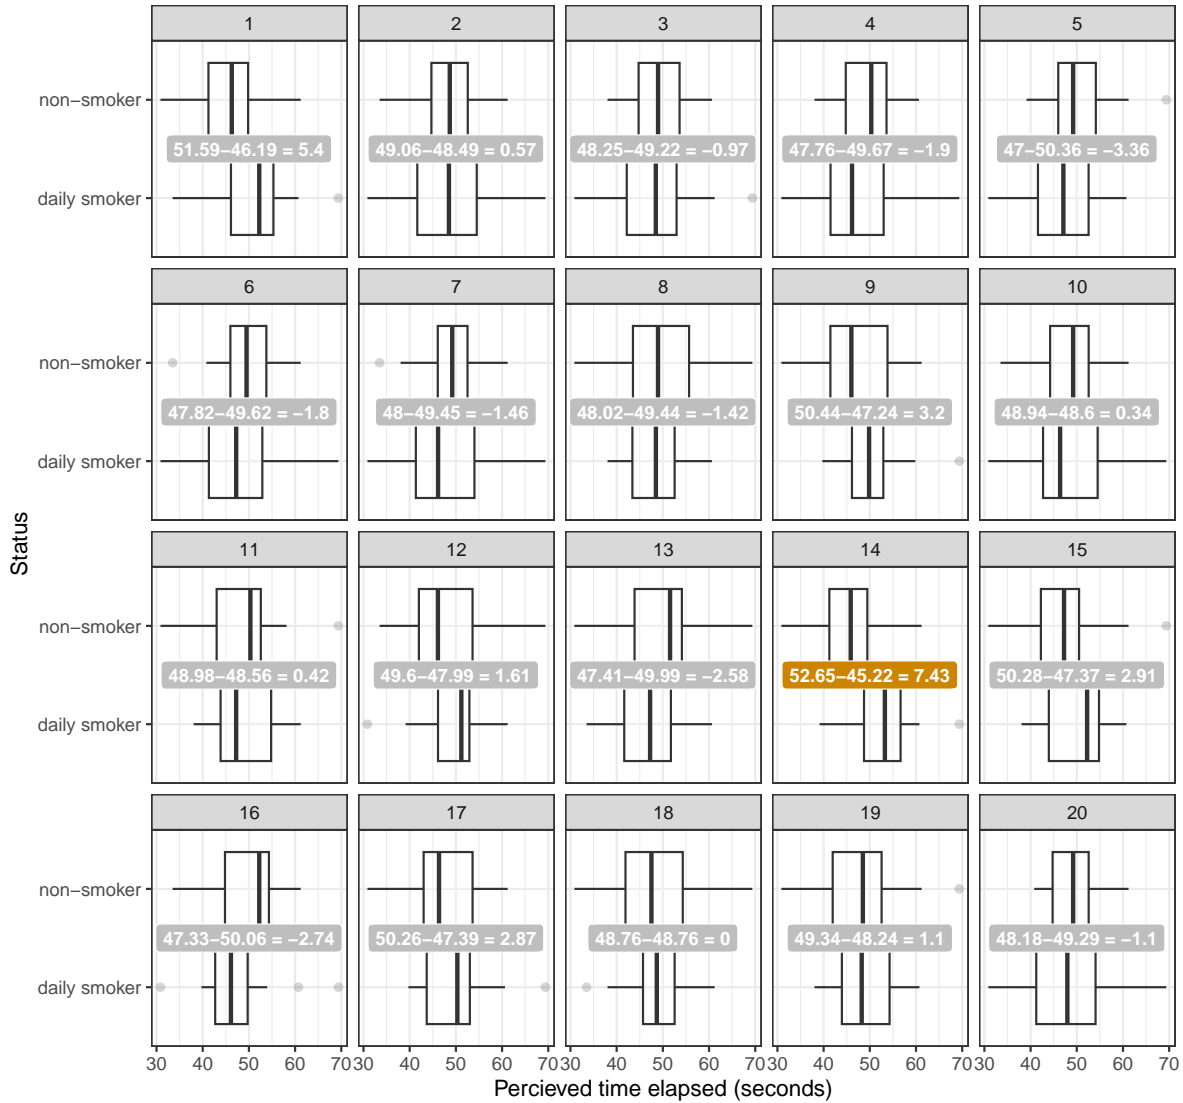 1 2 3 4 5
non−smoker
51.59−46.19 = 5.4 49.06−48.49 = 0.57 48.25−49.22 = −0.97 47.76−49.67 = −1.9 47−50.36 = −3.36
daily smoker
6 7 8 9 10
non−smoker
47.82−49.62 = −1.8 48−49.45 = −1.46 48.02−49.44 = −1.42 50.44−47.24 = 3.2 48.94−48.6 = 0.34
daily smoker
Status
11 12 13 14 15
non−smoker
48.98−48.56 = 0.42 49.6−47.99 = 1.61 47.41−49.99 = −2.58 52.65−45.22 = 7.43 50.28−47.37 = 2.91
daily smoker
16 17 18 19 20
non−smoker
47.33−50.06 = −2.74 50.26−47.39 = 2.87 48.76−48.76 = 0 49.34−48.24 = 1.1 48.18−49.29 = −1.1
daily smoker
30 40 50 60 70 30 40 50 60 70 30 40 50 60 70 30 40 50 60 70 30 40 50 60 70
Percieved time elapsed (seconds)